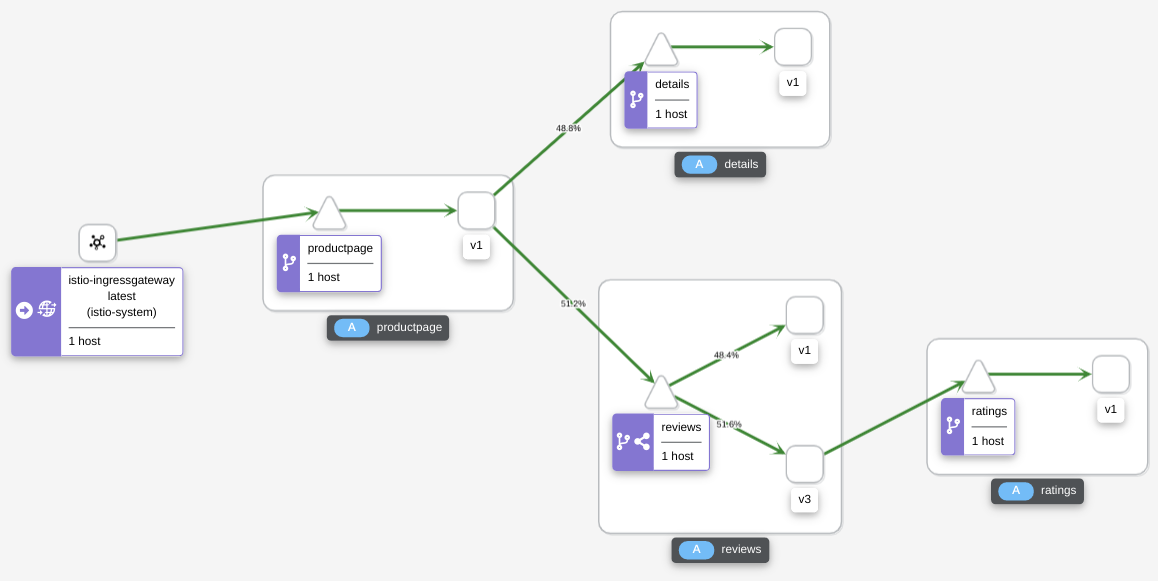 details
1 host
v1
A details
48.8%
productpage
1 host
v1
A productpage
istio-ingressgateway
latest
(istio-system)
1 host
51.2%
reviews
1 host
48.4%
v1
51.6%
v3
A reviews
ratings
1 host
v1
A ratings